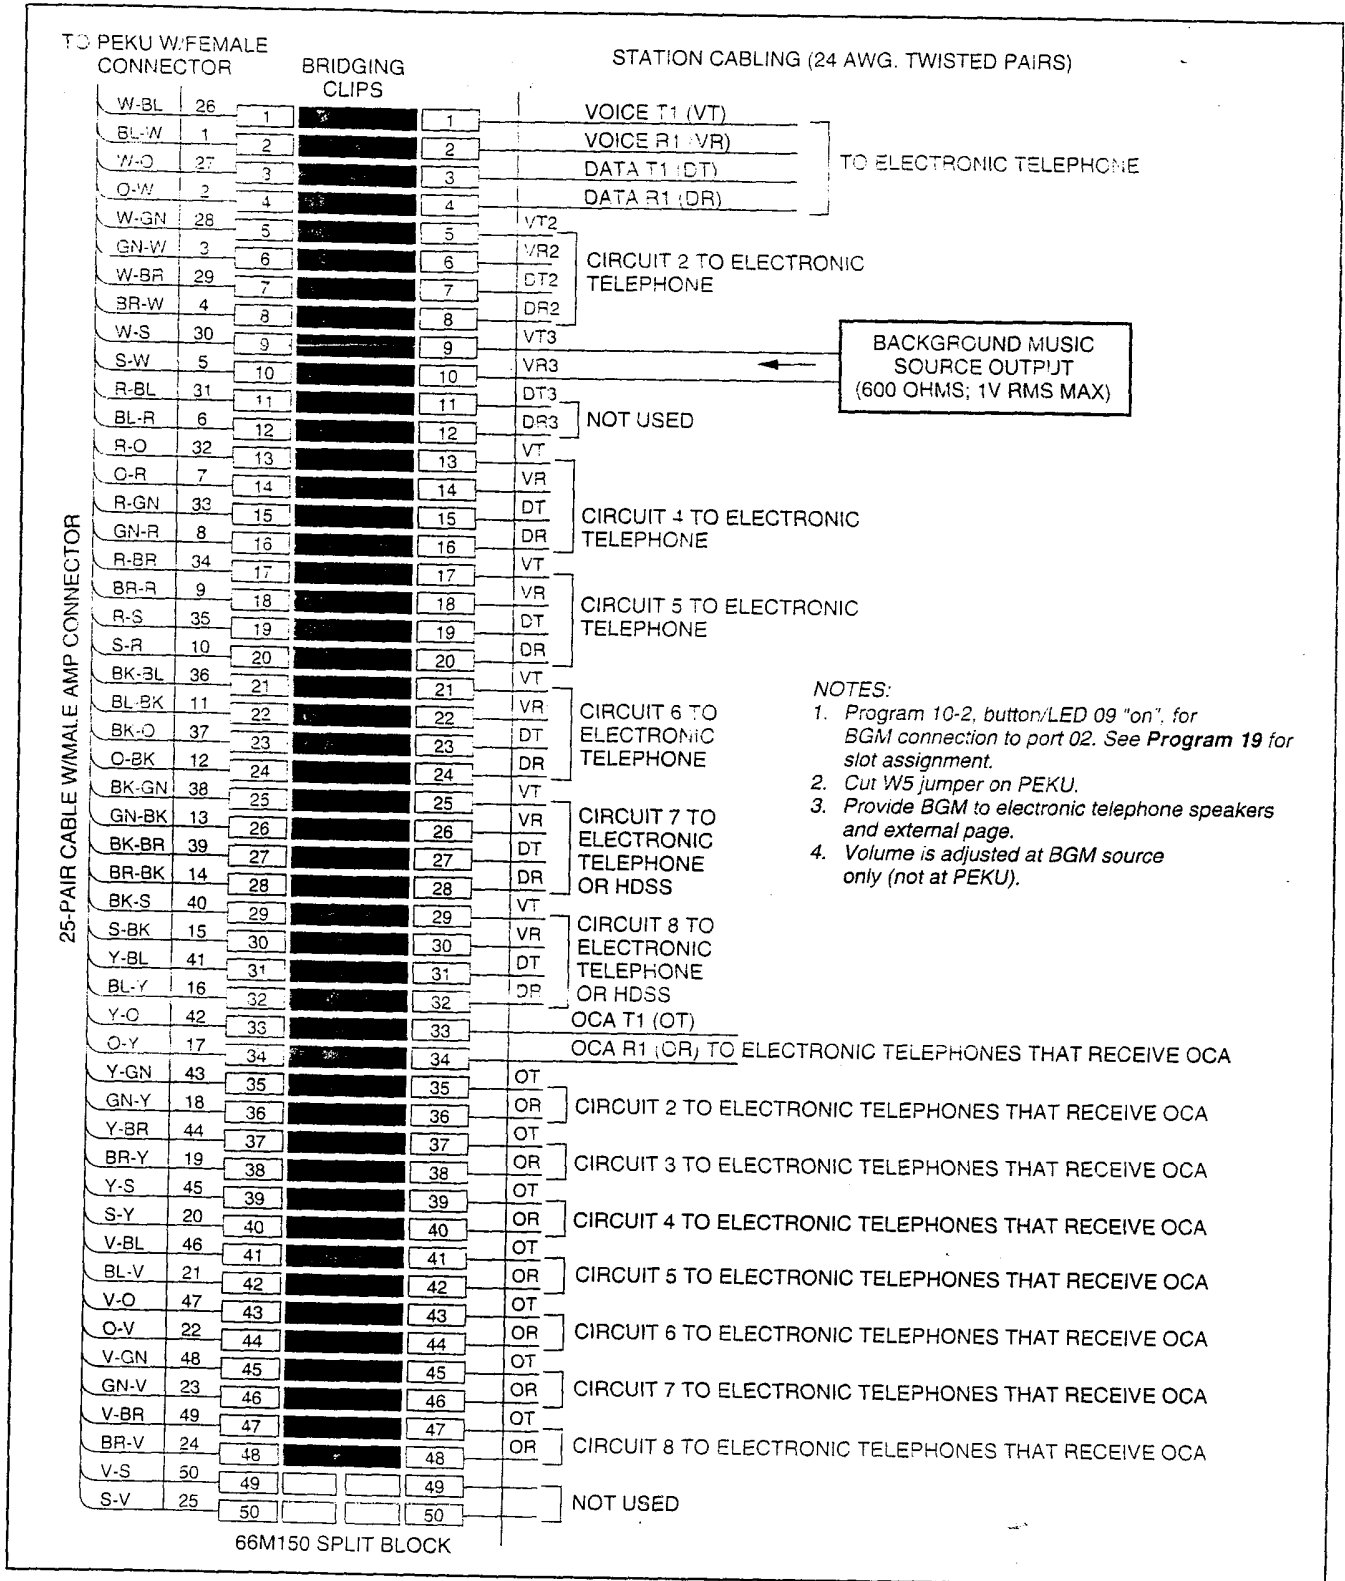 TO PEKU W/FEMALE
CONNECTOR
BRIDGING
CLIPS
STATION CABLING (24 AWG. TWISTED PAIRS)
W-BL 26 1 1 VOICE T1 (VT)
BL-W 1 2 2 VOICE R1 (VR)
W-O 27 3 3 DATA T1 (DT)
O-W 2 4 4 DATA R1 (DR)
TO ELECTRONIC TELEPHONE
W-GN 28 5 5 VT2
GN-W 3 6 6 VR2
W-BR 29 7 7 DT2
BR-W 4 8 8 DR2
CIRCUIT 2 TO ELECTRONIC
TELEPHONE
W-S 30 9 9 VT3
S-W 5 10 10 VR3
BACKGROUND MUSIC
SOURCE OUTPUT
(600 OHMS; 1V RMS MAX)
R-BL 31 11 11 DT3
BL-R 6 12 12 DR3
NOT USED
R-O 32 13 13 VT
O-R 7 14 14 VR
R-GN 33 15 15 DT
GN-R 8 16 16 DR
CIRCUIT 4 TO ELECTRONIC
TELEPHONE
R-BR 34 17 17 VT
BR-R 9 18 18 VR
R-S 35 19 19 DT
S-R 10 20 20 DR
CIRCUIT 5 TO ELECTRONIC
TELEPHONE
BK-BL 36 21 21 VT
BL-BK 11 22 22 VR
BK-O 37 23 23 DT
O-BK 12 24 24 DR
CIRCUIT 6 TO
ELECTRONIC
TELEPHONE
BK-GN 38 25 25 VT
GN-BK 13 26 26 VR
BK-BR 39 27 27 DT
BR-BK 14 28 28 DR
CIRCUIT 7 TO
ELECTRONIC
TELEPHONE
OR HDSS
BK-S 40 29 29 VT
S-BK 15 30 30 VR
Y-BL 41 31 31 DT
BL-Y 16 32 32 DR
CIRCUIT 8 TO
ELECTRONIC
TELEPHONE
OR HDSS
Y-O 42 33 33 OCA T1 (OT)
O-Y 17 34 34 OCA R1 (OR) TO ELECTRONIC TELEPHONES THAT RECEIVE OCA
Y-GN 43 35 35 OT
GN-Y 18 36 36 OR CIRCUIT 2 TO ELECTRONIC TELEPHONES THAT RECEIVE OCA
Y-BR 44 37 37 OT
BR-Y 19 38 38 OR CIRCUIT 3 TO ELECTRONIC TELEPHONES THAT RECEIVE OCA
Y-S 45 39 39 OT
S-Y 20 40 40 OR CIRCUIT 4 TO ELECTRONIC TELEPHONES THAT RECEIVE OCA
V-BL 46 41 41 OT
BL-V 21 42 42 OR CIRCUIT 5 TO ELECTRONIC TELEPHONES THAT RECEIVE OCA
V-O 47 43 43 OT
O-V 22 44 44 OR CIRCUIT 6 TO ELECTRONIC TELEPHONES THAT RECEIVE OCA
V-GN 48 45 45 OT
GN-V 23 46 46 OR CIRCUIT 7 TO ELECTRONIC TELEPHONES THAT RECEIVE OCA
V-BR 49 47 47 OT
BR-V 24 48 48 OR CIRCUIT 8 TO ELECTRONIC TELEPHONES THAT RECEIVE OCA
V-S 50 49 49
S-V 25 50 50
NOT USED
66M150 SPLIT BLOCK
25-PAIR CABLE W/MALE AMP CONNECTOR
NOTES:
1. Program 10-2, button/LED 09 "on", for
BGM connection to port 02. See Program 19 for
slot assignment.
2. Cut W5 jumper on PEKU.
3. Provide BGM to electronic telephone speakers
and external page.
4. Volume is adjusted at BGM source
only (not at PEKU).